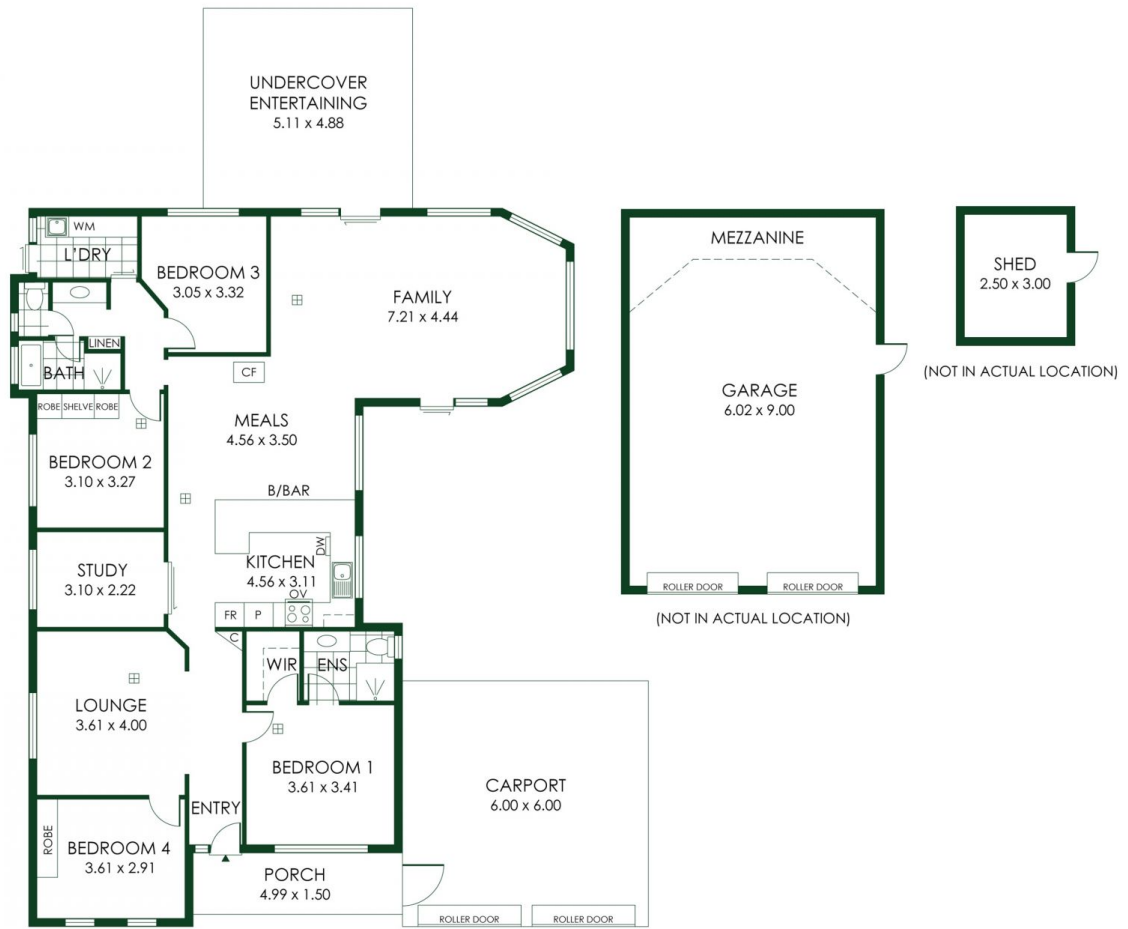 UNDERCOVER
ENTERTAINING
5.11 x 4.88
WM
L'DRY
BEDROOM 3
3.05 x 3.32
FAMILY
7.21 x 4.44
LINEN
BATH
CF
ROBE
SHELVE
ROBE
MEALS
4.56 x 3.50
BEDROOM 2
3.10 x 3.27
B/BAR
DW
KITCHEN
4.56 x 3.11
OV
STUDY
3.10 x 2.22
FR
P
C
WIR
ENS
LOUNGE
3.61 x 4.00
BEDROOM 1
3.61 x 3.41
ENTRY
ROBE
BEDROOM 4
3.61 x 2.91
PORCH
4.99 x 1.50
CARPORT
6.00 x 6.00
ROLLER DOOR
ROLLER DOOR
MEZZANINE
GARAGE
6.02 x 9.00
ROLLER DOOR
ROLLER DOOR
(NOT IN ACTUAL LOCATION)
SHED
2.50 x 3.00
(NOT IN ACTUAL LOCATION)